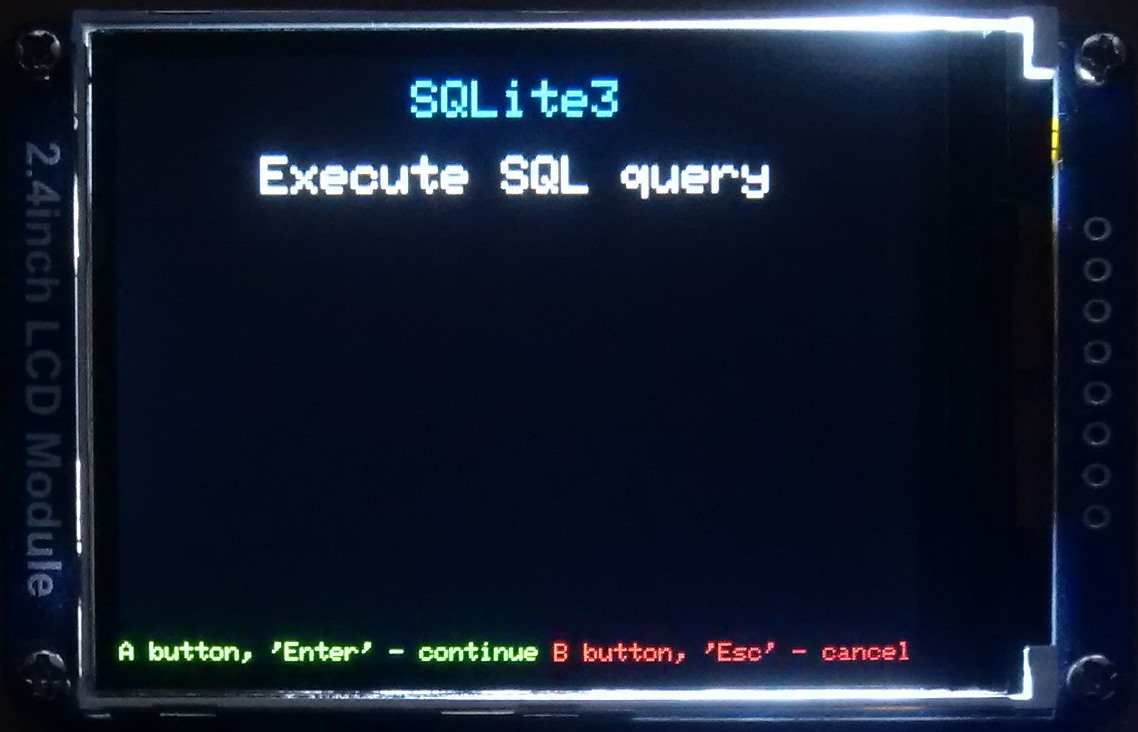 SQLite3
Execute SQL query
A button, 'Enter' - continue B button, 'Esc' - cancel
2.4inch LCD Module